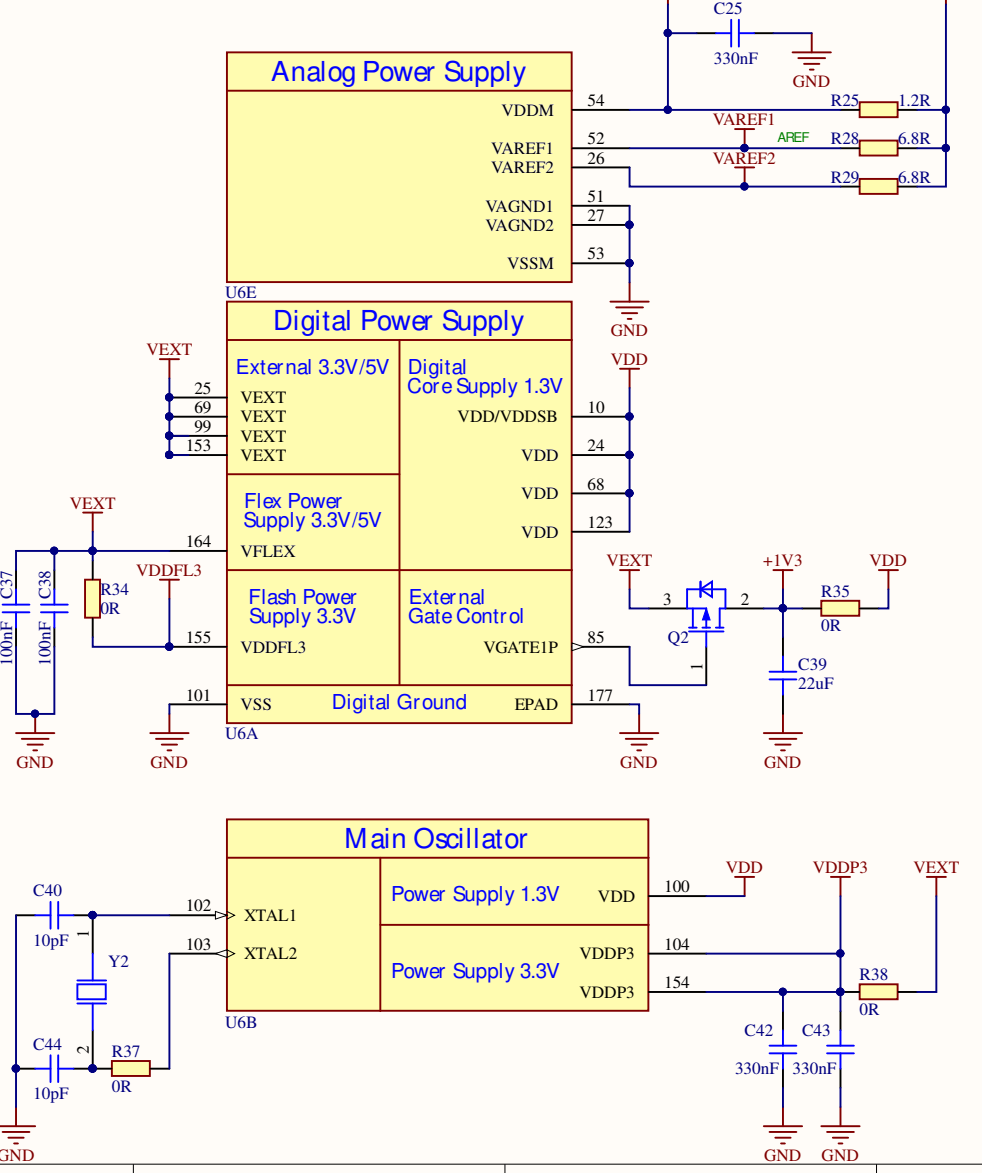 C25
330nF
GND
Analog Power Supply
VDDM
54
R25
1.2R
VAREF1
AREF
VAREF1
52
R28
6.8R
VAREF2
VAREF2
26
R29
6.8R
VAGND1
51
VAGND2
27
VSSM
53
U6E
GND
Digital Power Supply
VEXT
External 3.3V/5V
Digital
Core Supply 1.3V
VDD
25
VEXT
69
VEXT
99
VEXT
153
VEXT
VDD/VDDSB
10
VDD
24
VDD
68
VDD
123
Flex Power
Supply 3.3V/5V
VEXT
164
VFLEX
C37
100nF
C38
100nF
R34
0R
VDDFL3
Flash Power
Supply 3.3V
155
VDDFL3
External
Gate Control
VGATE1P
85
VEXT
3
Q2
2
1
+1V3
R35
0R
VDD
C39
22uF
101
VSS
Digital Ground
EPAD
177
U6A
GND
GND
GND
GND
Main Oscillator
C40
10pF
1
102
XTAL1
103
XTAL2
Y2
2
C44
10pF
R37
0R
GND
Power Supply 1.3V
VDD
100
VDD
VDDP3
VEXT
Power Supply 3.3V
VDDP3
104
VDDP3
154
R38
0R
U6B
C42
330nF
C43
330nF
GND
GND